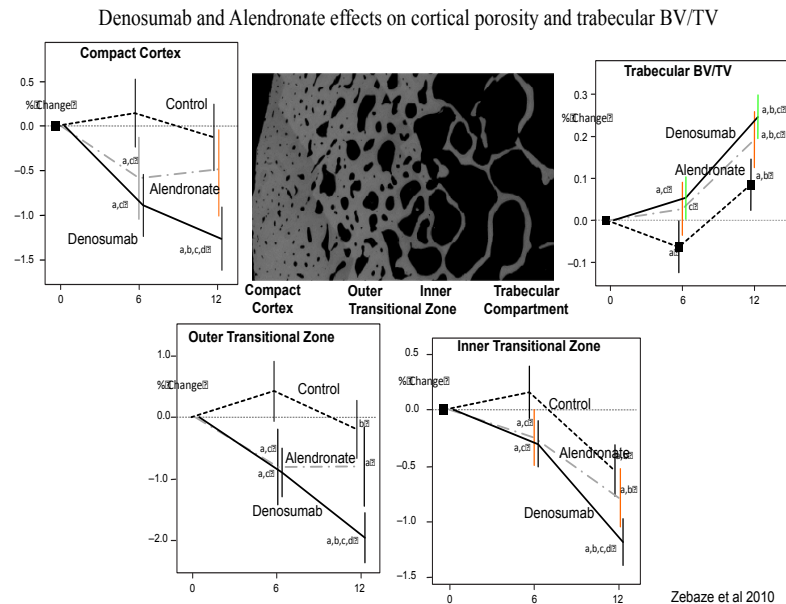 Denosumab and Alendronate effects on cortical porosity and trabecular BV/TV
Compact Cortex
0.5
% Change
0.0
−0.5
−1.0
−1.5
Control
a,c
Alendronate
a,c
Denosumab
a,b,c,d
0
6
12
Compact
Cortex
Outer
Inner
Transitional Zone
Trabecular
Compartment
Trabecular BV/TV
0.3
% Change
0.2
0.1
0.0
−0.1
a,b,c
Denosumab
a,b,c
Alendronate
a,c
a,b
c
a
0
6
12
Outer Transitional Zone
1.0
% Change
0.0
−1.0
−2.0
Control
b
a,c
Alendronate
a
a,c
Denosumab
a,b,c,d
0
6
12
Inner Transitional Zone
0.5
% Change
0.0
−0.5
−1.0
−1.5
Control
a,c
a,c
Alendronate
a,b
Denosumab
a,b,c,d
0
6
12
Zebaze et al 2010